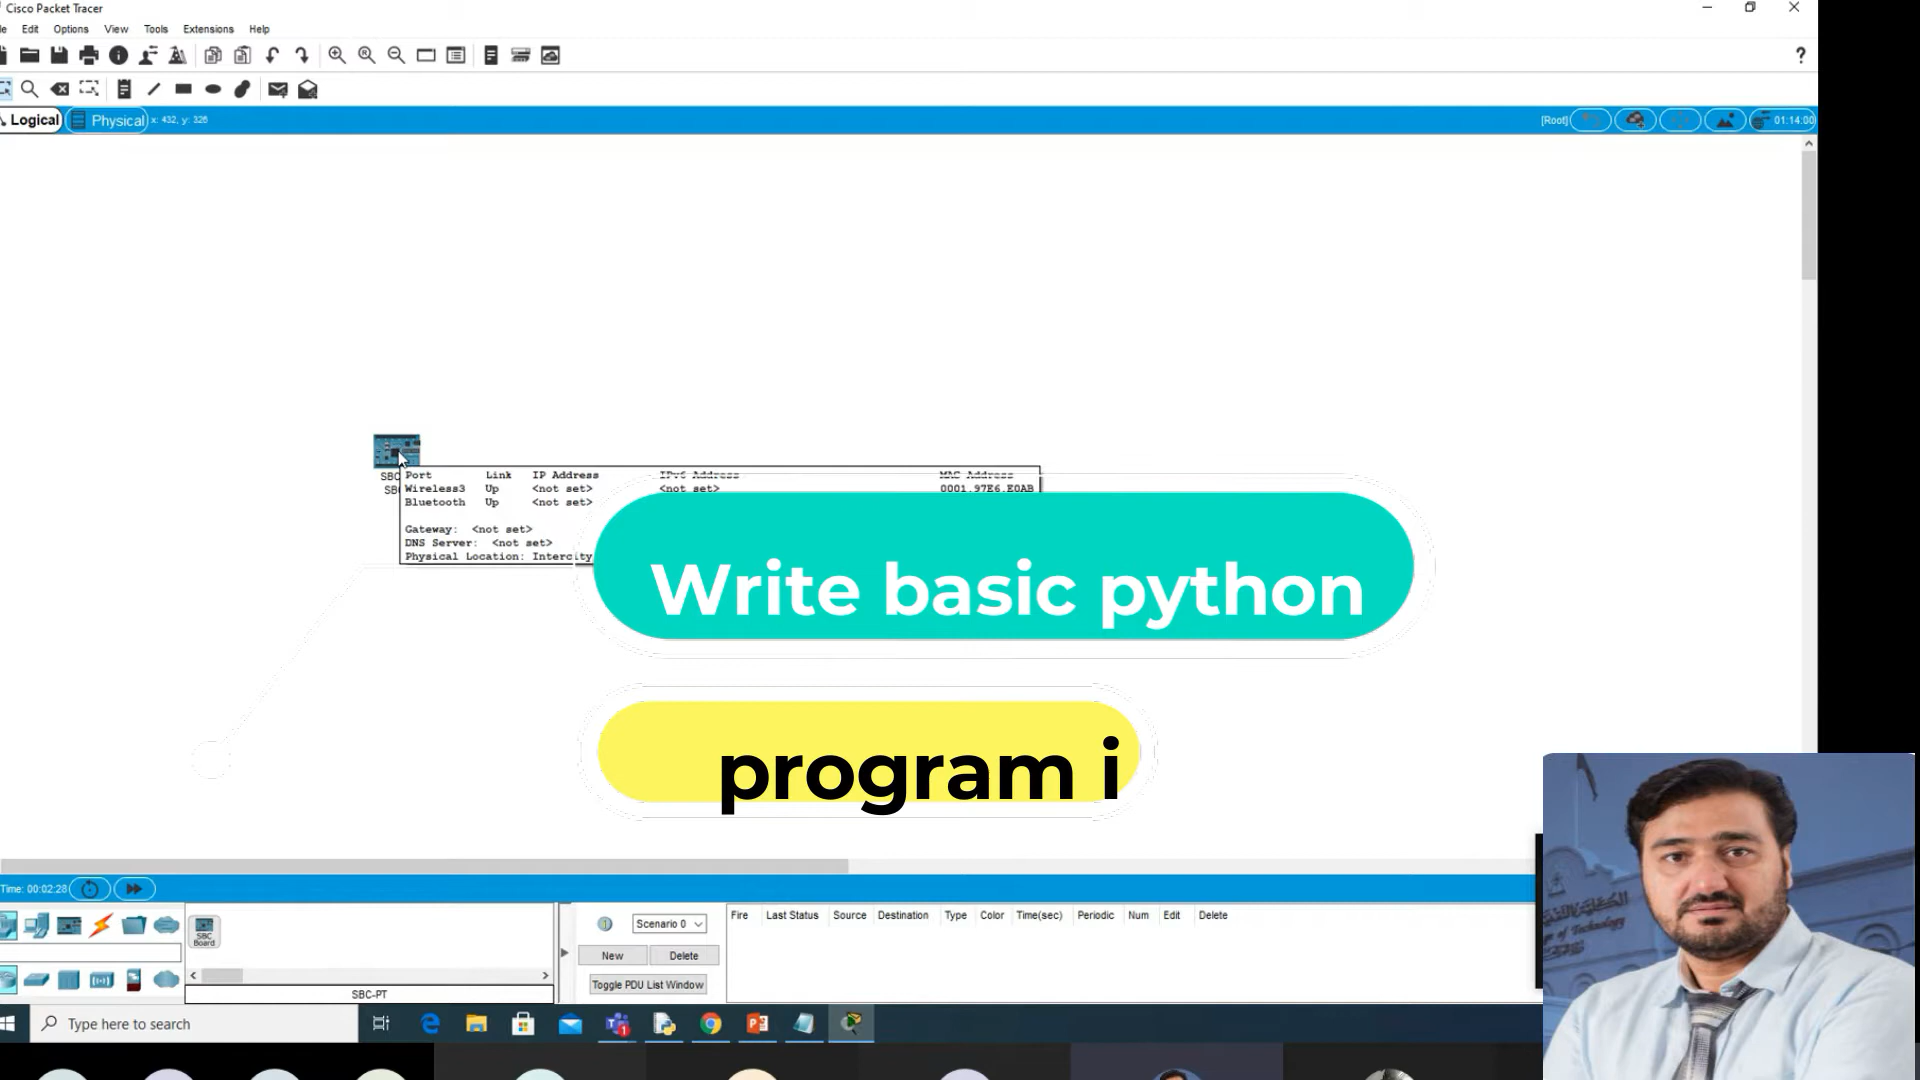 Cisco Packet Tracer
Edit Options View Tools Extensions Help
?
Logical Physical x: 432, y: 326 [Root] 01:14:00
Port Link IP Address IPv6 Address MAC Address
SBC
Wireless3 Up <not set> <not set> 0001.97E6.E0AB
Bluetooth Up <not set>
Gateway: <not set>
DNS Server: <not set>
Physical Location: Intercity
Write basic python
program i
Time: 00:02:28
SBC
Board
Scenario 0
New Delete
Toggle PDU List Window
Fire Last Status Source Destination Type Color Time(sec) Periodic Num Edit Delete
SBC-PT
Type here to search
1